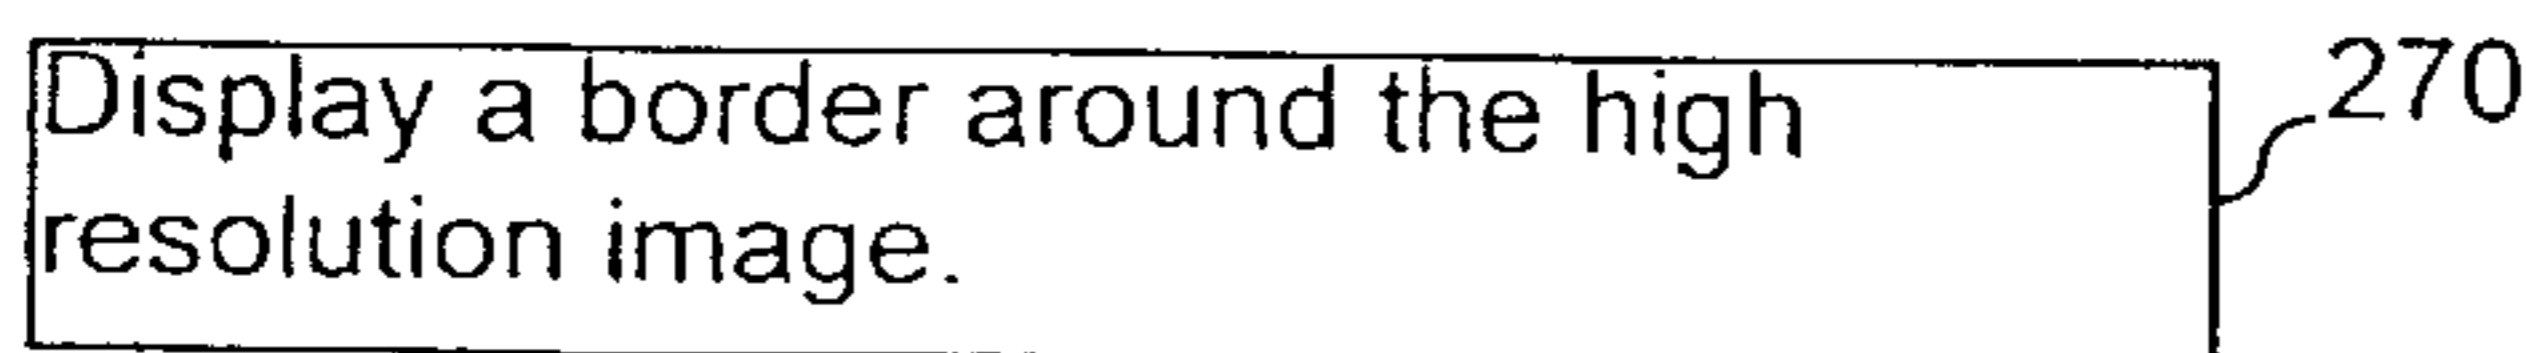 Display a border around the high
resolution image.
270